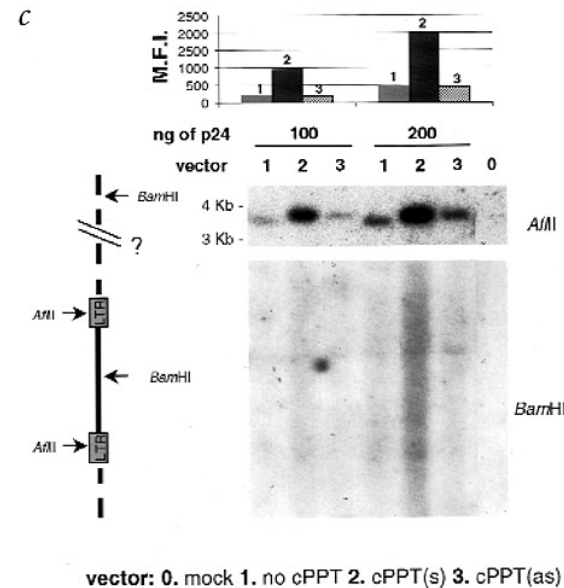 c
M.F.I.
2500
2000
1500
1000
500
0
1 2 3 1 2 3
ng of p24 100 200
vector 1 2 3 1 2 3 0
BamHI
4 Kb -
3 Kb -
AflII
?
LTR
AflII
BamHI
BamHI
LTR
AflII
vector: 0. mock 1. no cPPT 2. cPPT(s) 3. cPPT(as)